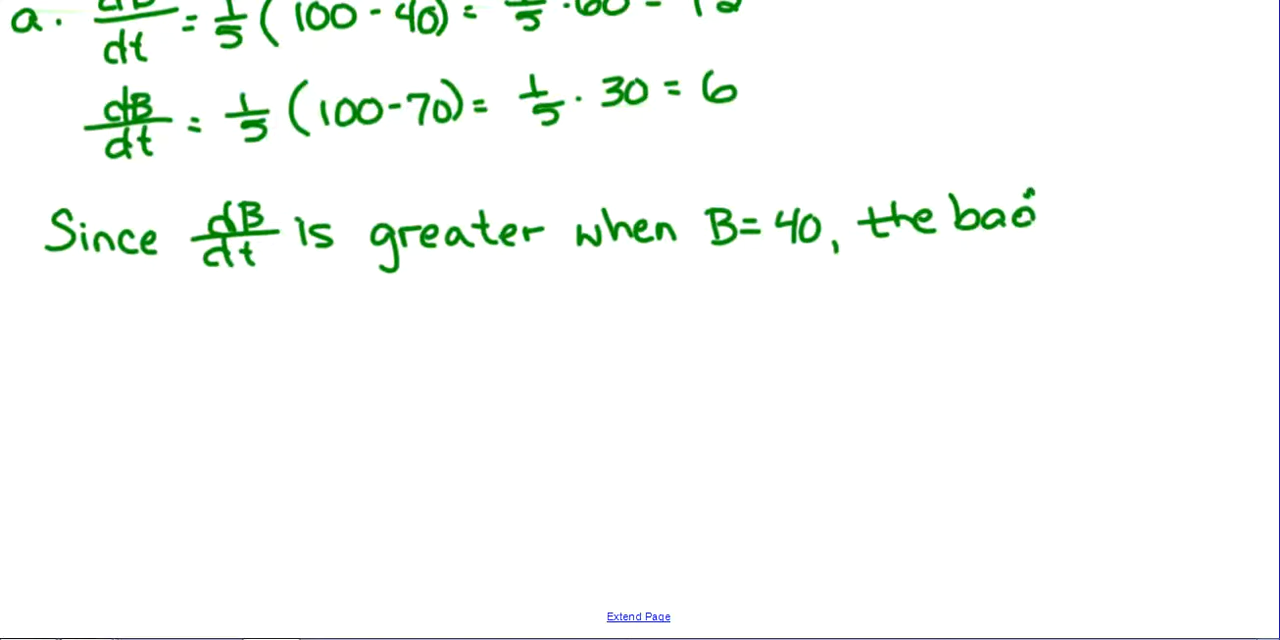 a. dB/dt = 1/5 (100 - 40) = 1/5 · 60 = 12
dB/dt = 1/5 (100 - 70) = 1/5 · 30 = 6
Since dB/dt is greater when B = 40, the
Extend Page